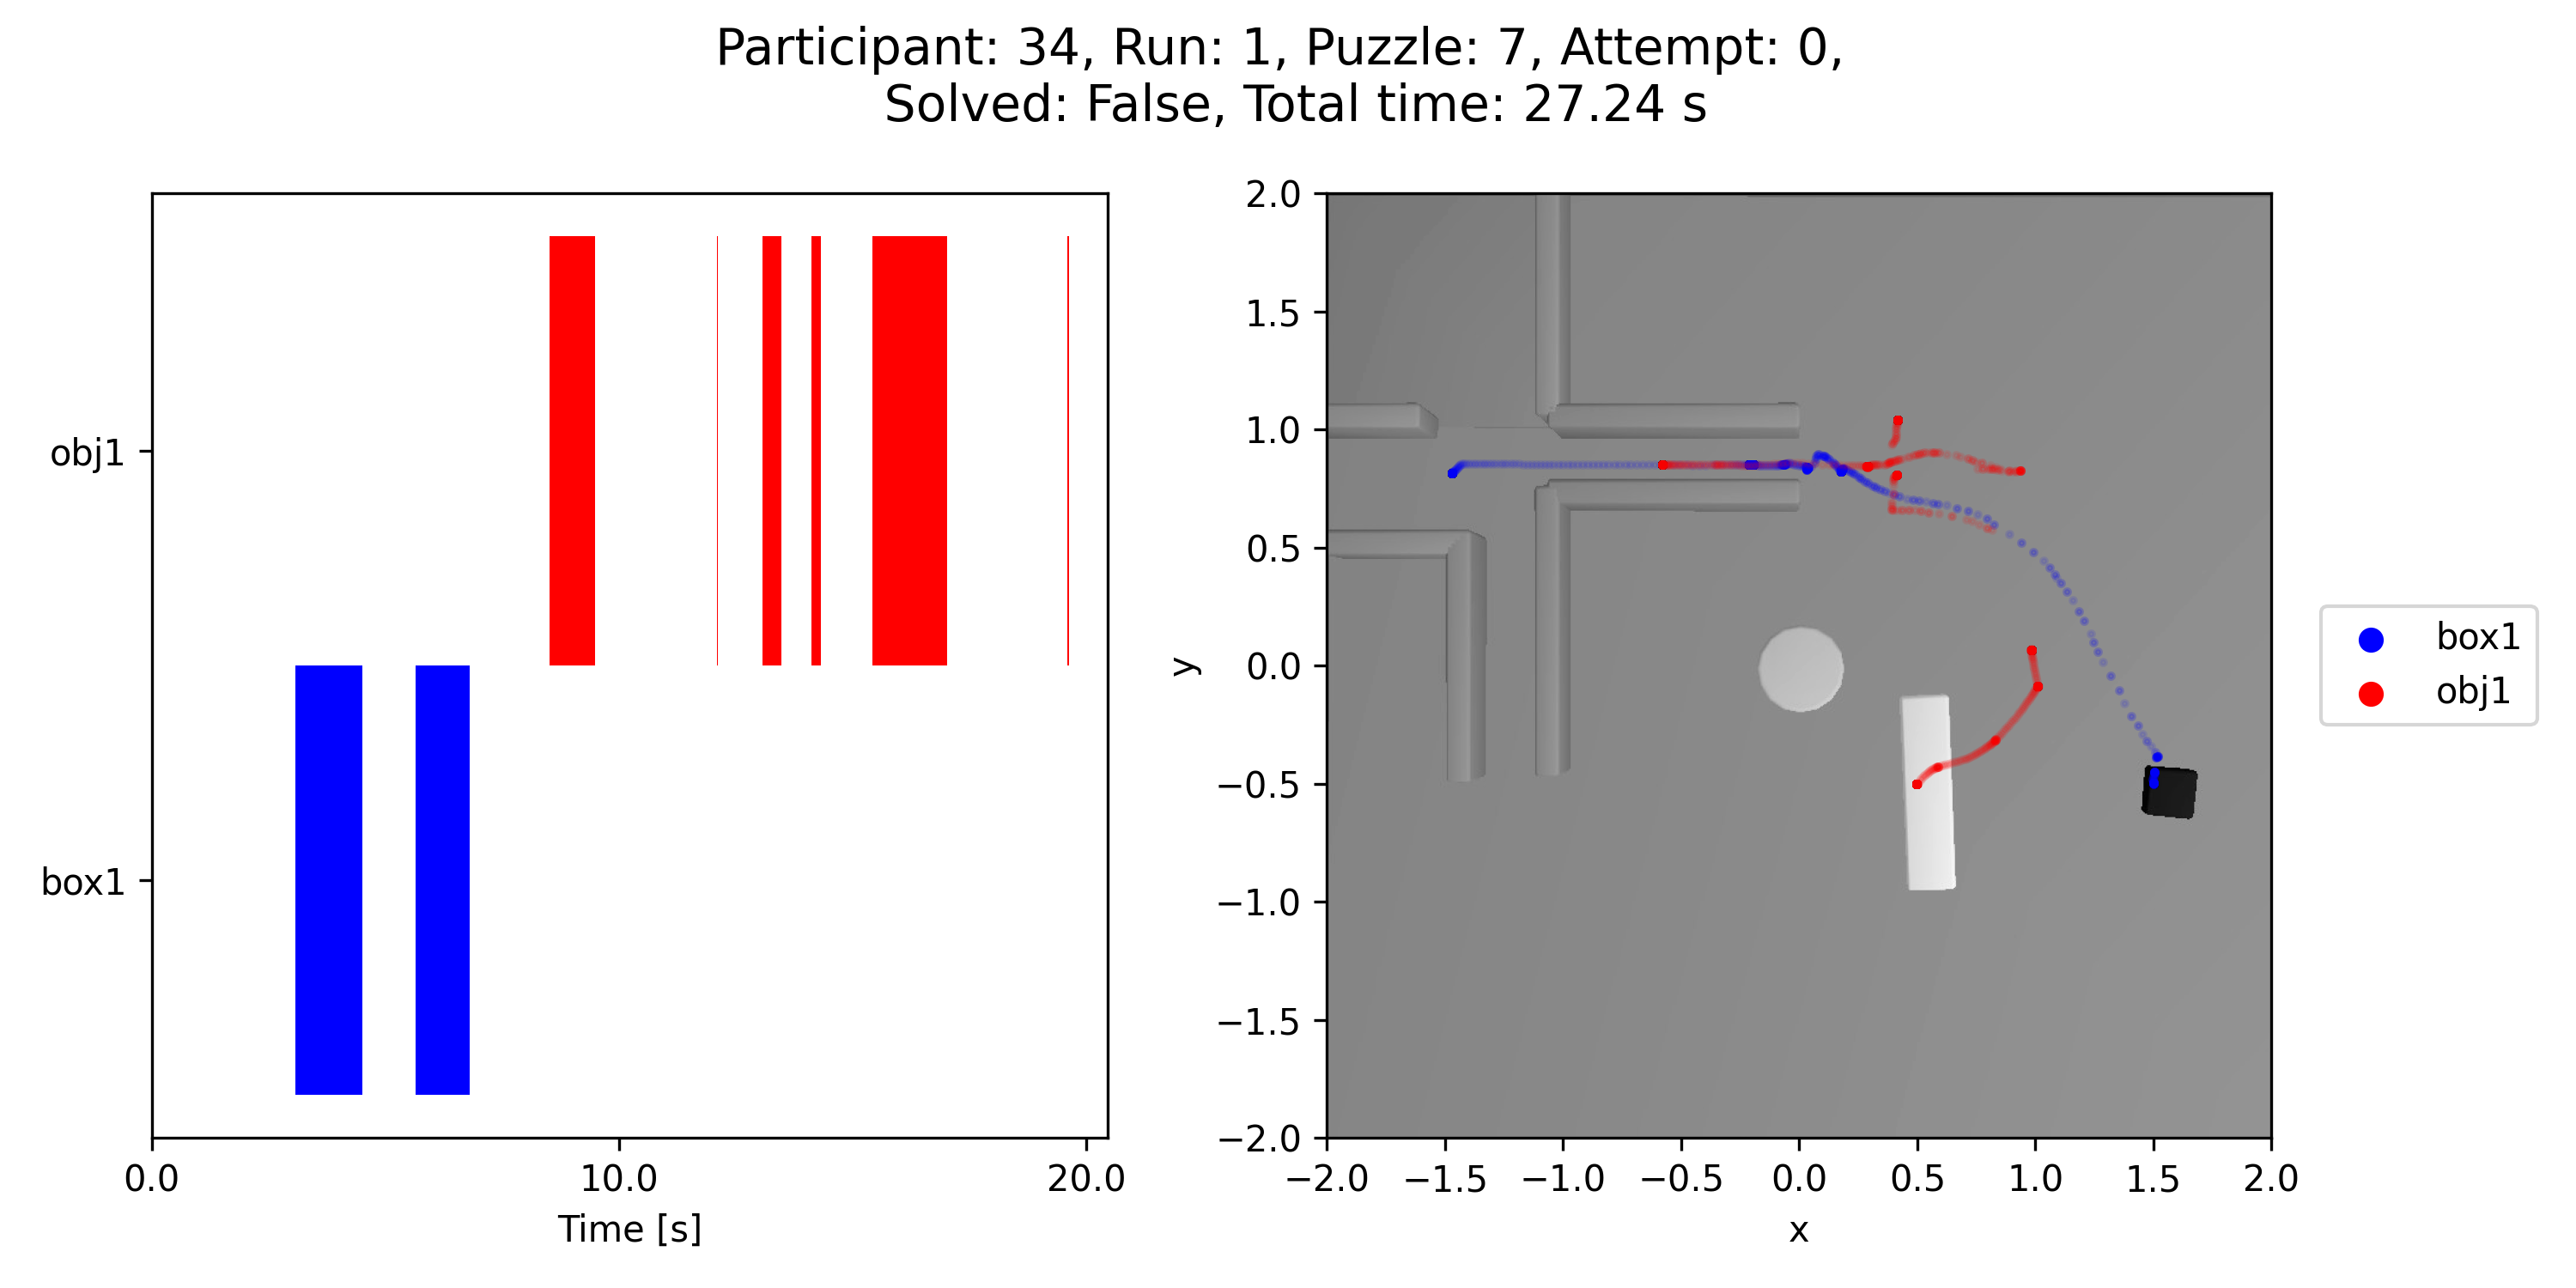 Participant: 34, Run: 1, Puzzle: 7, Attempt: 0,
Solved: False, Total time: 27.24 s
obj1
box1
0.0 10.0 20.0
Time [s]
2.0
1.5
1.0
0.5
0.0
−0.5
−1.0
−1.5
−2.0
y
−2.0 −1.5 −1.0 −0.5 0.0 0.5 1.0 1.5 2.0
x
box1
obj1